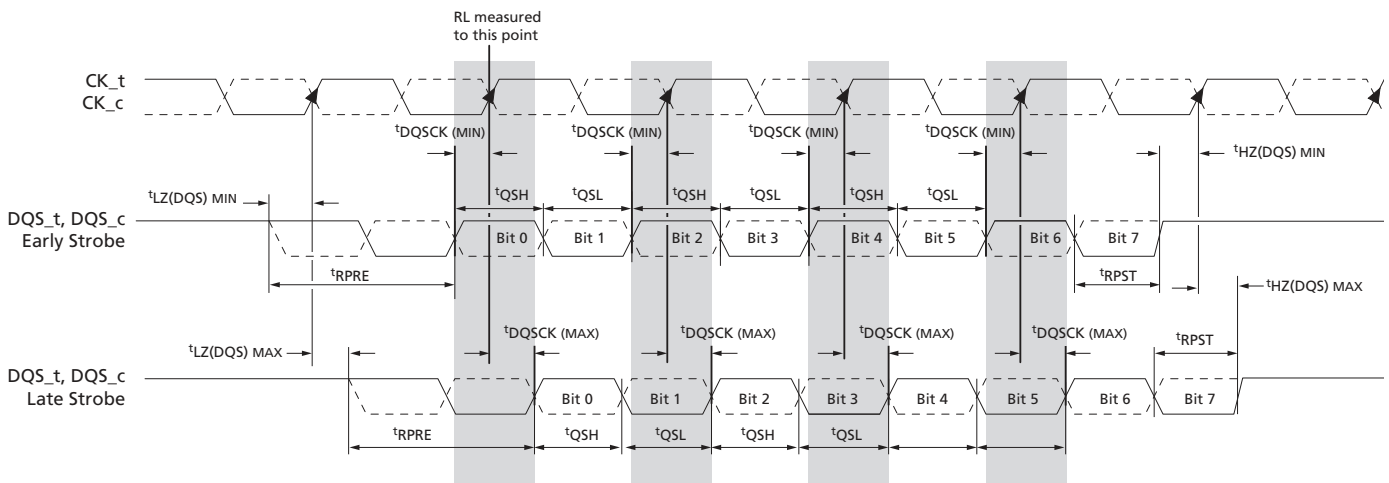 RL measured
to this point
CK_t
CK_c
tDQSCK (MIN) tDQSCK (MIN) tDQSCK (MIN) tDQSCK (MIN)
tHZ(DQS) MIN
tLZ(DQS) MIN
tQSH tQSL tQSH tQSL tQSH tQSL
DQS_t, DQS_c
Early Strobe
Bit 0 Bit 1 Bit 2 Bit 3 Bit 4 Bit 5 Bit 6 Bit 7
tRPRE
tRPST
tHZ(DQS) MAX
tDQSCK (MAX) tDQSCK (MAX) tDQSCK (MAX) tDQSCK (MAX)
tRPST
tLZ(DQS) MAX
DQS_t, DQS_c
Late Strobe
Bit 0 Bit 1 Bit 2 Bit 3 Bit 4 Bit 5 Bit 6 Bit 7
tRPRE tQSH tQSL tQSH tQSL